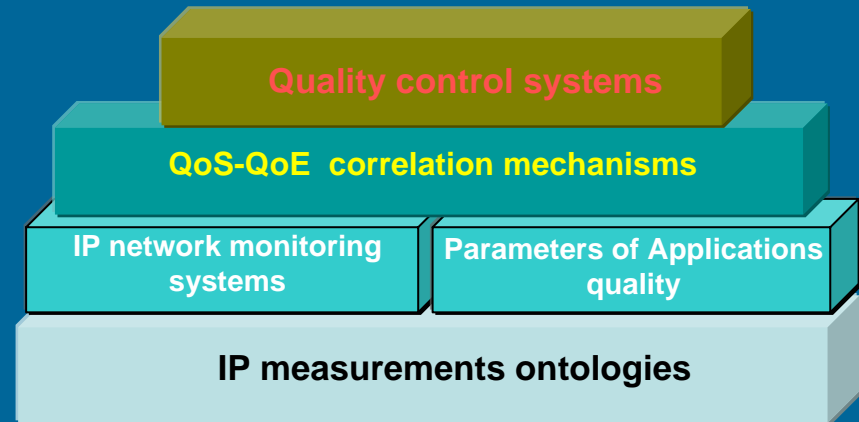 Quality control systems
QoS-QoE correlation mechanisms
IP network monitoring
systems
Parameters of Applications
quality
IP measurements ontologies